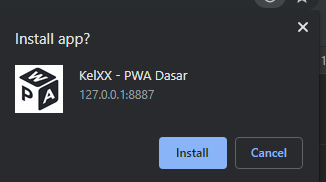 Install app?
KelXX - PWA Dasar
127.0.0.1:8887
W
P A
Install
Cancel